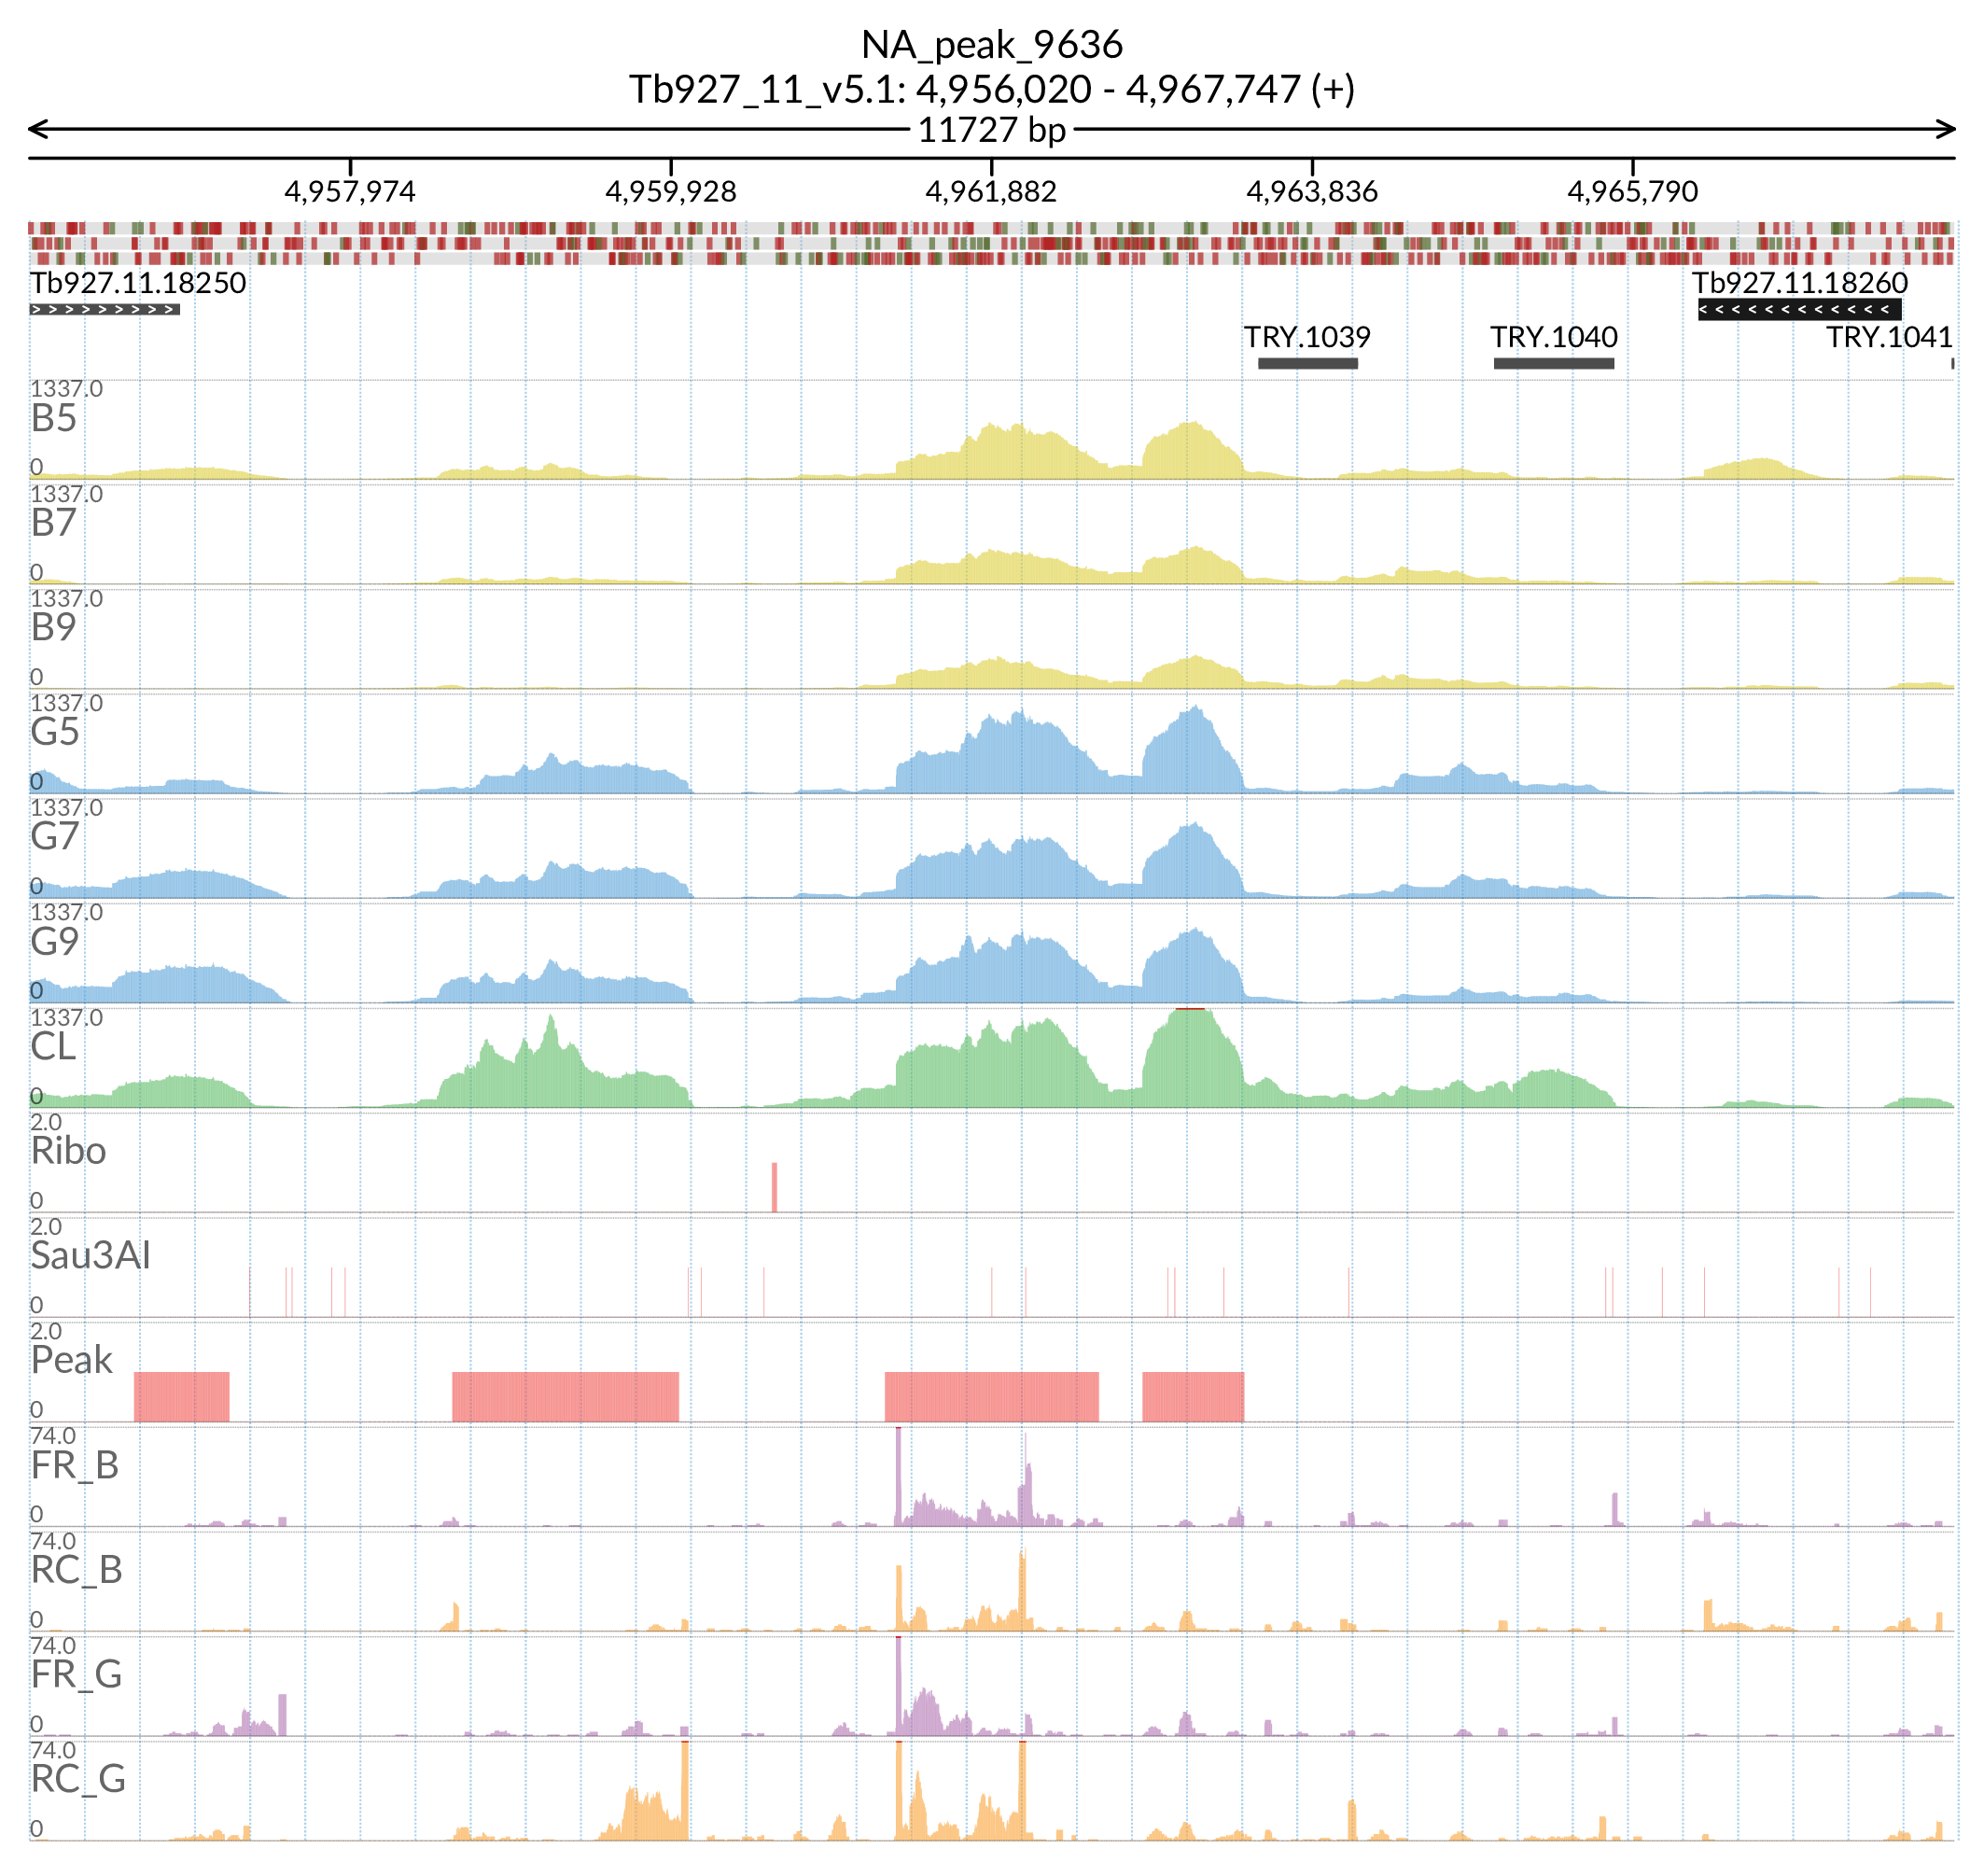 NA_peak_9636
Tb927_11_v5.1: 4,956,020 - 4,967,747 (+)
11727 bp
4,957,974 4,959,928 4,961,882 4,963,836 4,965,790
Tb927.11.18250 Tb927.11.18260
TRY.1039 TRY.1040 TRY.1041
1337.0
B5
0
1337.0
B7
0
1337.0
B9
0
1337.0
G5
0
1337.0
G7
0
1337.0
G9
0
1337.0
CL
0
2.0
Ribo
0
2.0
Sau3AI
0
2.0
Peak
0
74.0
FR_B
0
74.0
RC_B
0
74.0
FR_G
0
74.0
RC_G
0